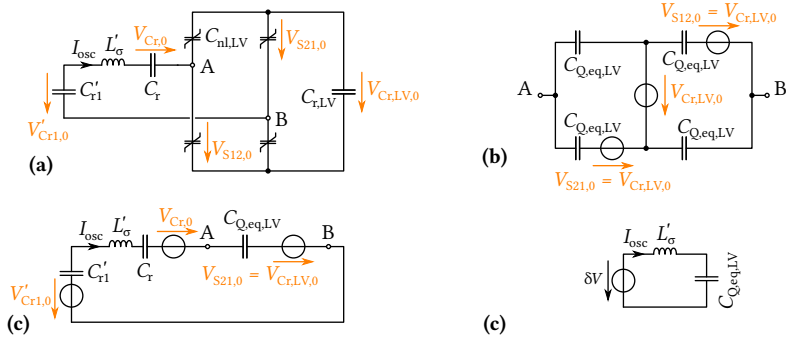 V_Cr,0
I_osc L'_σ
C_nl,LV
V_S21,0
A
C'_r1 C_r
C_r,LV V_Cr,LV,0
V'_Cr1,0
B
V_S12,0
(a)
V_S12,0 = V_Cr,LV,0
C_Q,eq,LV C_Q,eq,LV
A B
V_Cr,LV,0
C_Q,eq,LV C_Q,eq,LV
V_S21,0 = V_Cr,LV,0
(b)
V_Cr,0
I_osc L'_σ A C_Q,eq,LV B
C'_r1 C_r
V_S21,0 = V_Cr,LV,0
V'_Cr1,0
(c)
I_osc L'_σ
δV
C_Q,eq,LV
(c)